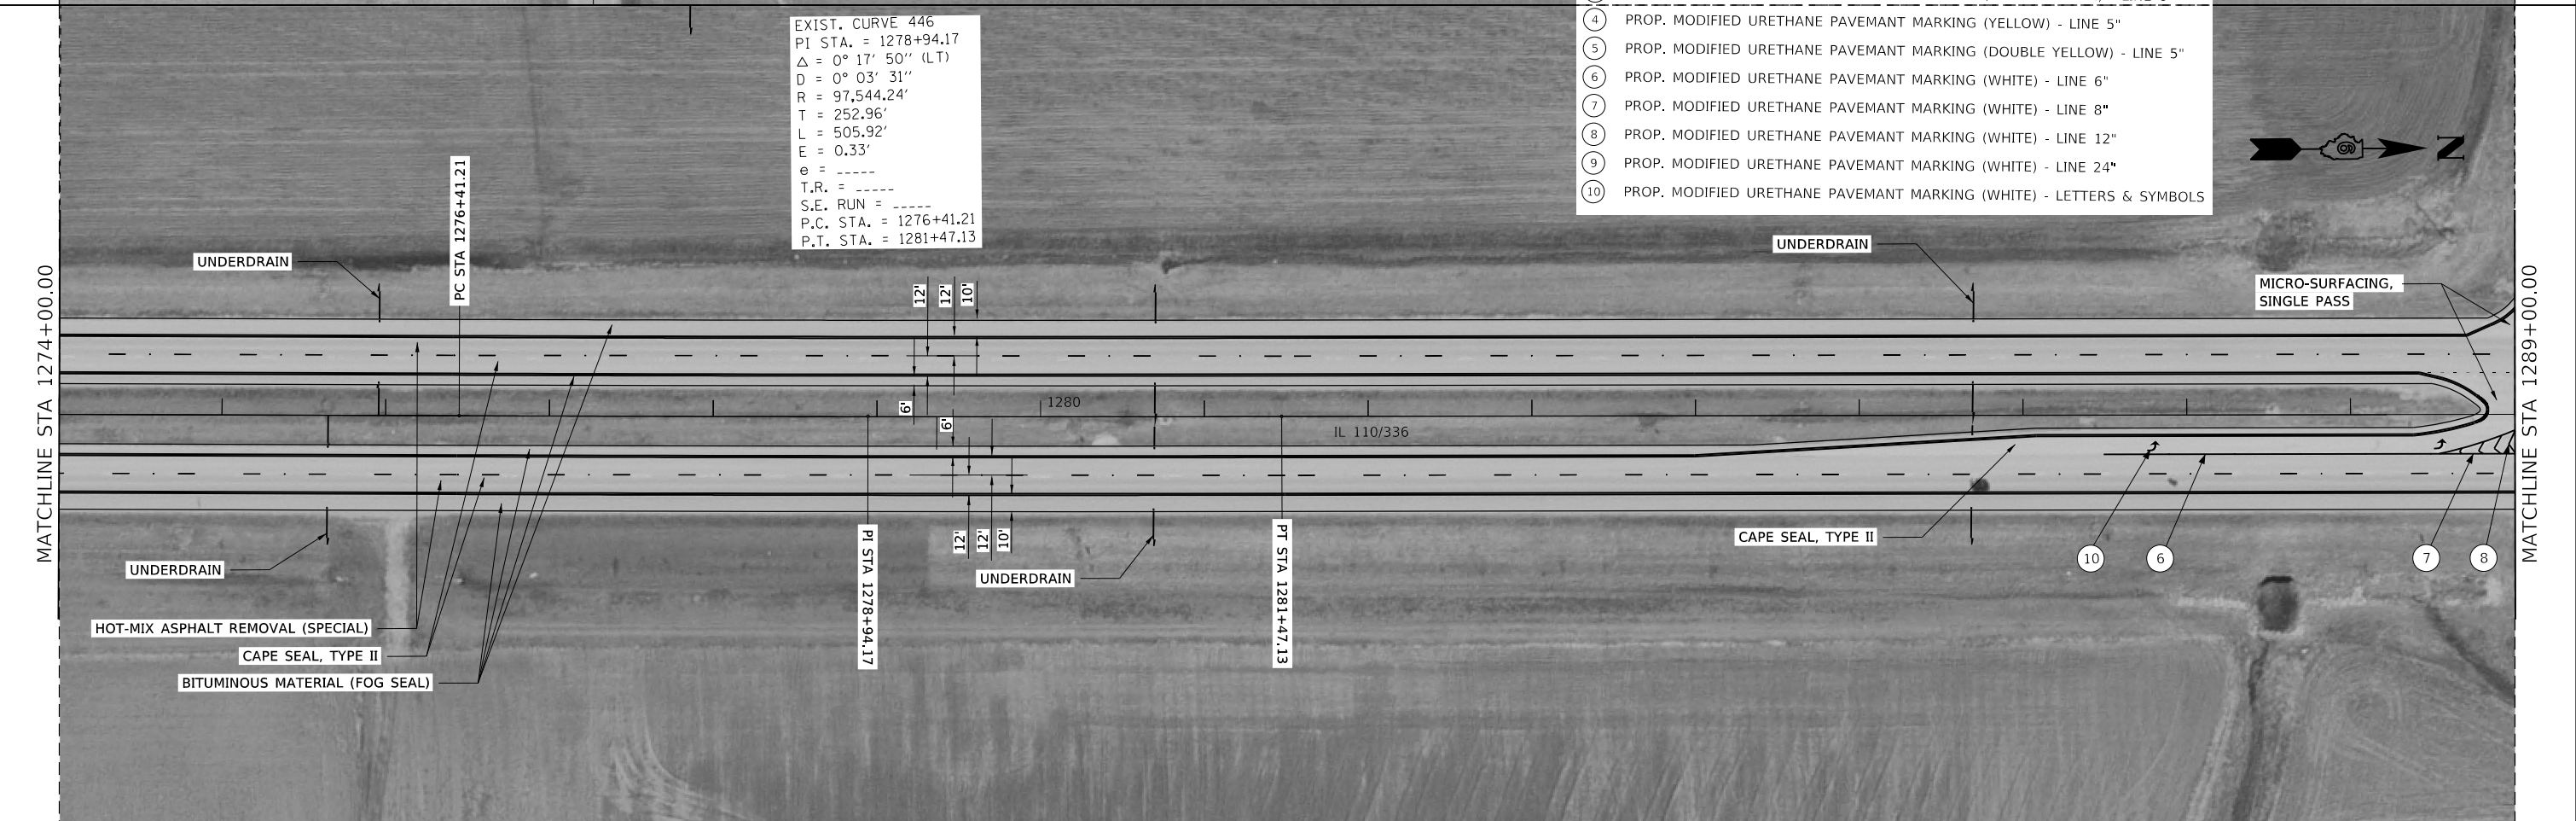 EXIST. CURVE 446
PI STA. = 1278+94.17
Δ = 0° 17' 50'' (LT)
D = 0° 03' 31''
R = 97,544.24'
T = 252.96'
L = 505.92'
E = 0.33'
e = -----
T.R. = -----
S.E. RUN = -----
P.C. STA. = 1276+41.21
P.T. STA. = 1281+47.13
4 PROP. MODIFIED URETHANE PAVEMANT MARKING (YELLOW) - LINE 5"
5 PROP. MODIFIED URETHANE PAVEMANT MARKING (DOUBLE YELLOW) - LINE 5"
6 PROP. MODIFIED URETHANE PAVEMANT MARKING (WHITE) - LINE 6"
7 PROP. MODIFIED URETHANE PAVEMANT MARKING (WHITE) - LINE 8"
8 PROP. MODIFIED URETHANE PAVEMANT MARKING (WHITE) - LINE 12"
9 PROP. MODIFIED URETHANE PAVEMANT MARKING (WHITE) - LINE 24"
10 PROP. MODIFIED URETHANE PAVEMANT MARKING (WHITE) - LETTERS & SYMBOLS
N
MATCHLINE STA 1274+00.00
UNDERDRAIN
PC STA 1276+41.21
12'
12'
10'
UNDERDRAIN
MICRO-SURFACING,
SINGLE PASS
MATCHLINE STA 1289+00.00
6'
6'
1280
IL 110/336
12'
12'
10'
UNDERDRAIN
PI STA 1278+94.17
UNDERDRAIN
PT STA 1281+47.13
CAPE SEAL, TYPE II
10
6
7
8
HOT-MIX ASPHALT REMOVAL (SPECIAL)
CAPE SEAL, TYPE II
BITUMINOUS MATERIAL (FOG SEAL)